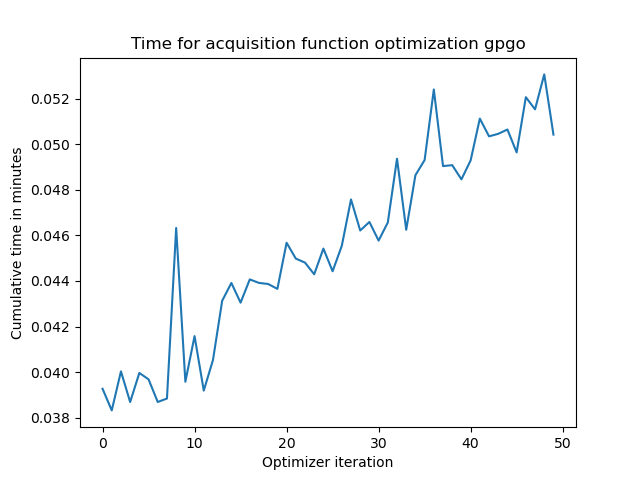 Time for acquisition function optimization gpgo
0.052
0.050
0.048
0.046
0.044
0.042
0.040
0.038
Cumulative time in minutes
0 10 20 30 40 50
Optimizer iteration